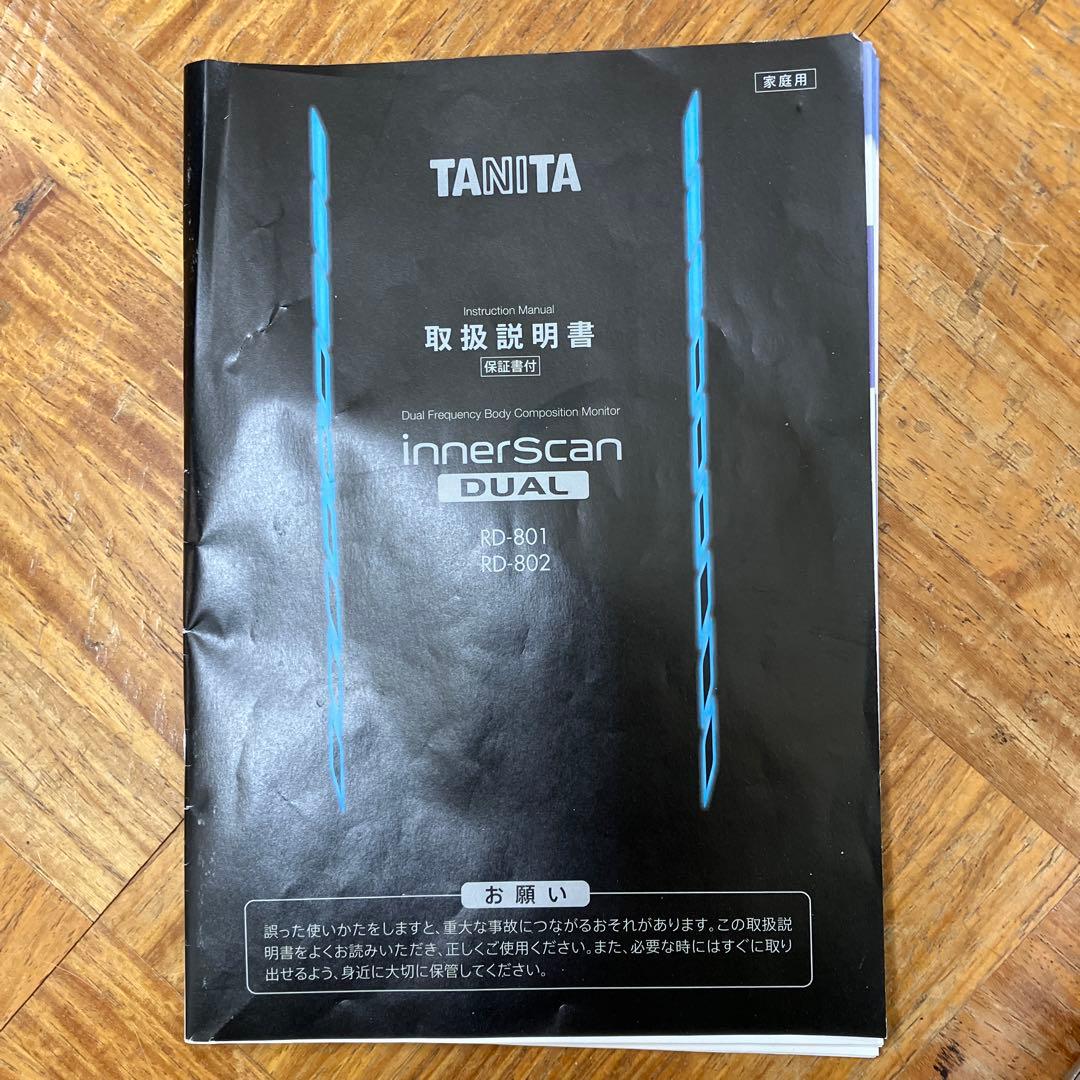 家庭用
TANITA
Instruction Manual
取扱説明書
保証書付
Dual Frequency Body Composition Monitor
innerScan
DUAL
RD-801
RD-802
お願い
誤った使いかたをしますと、重大な事故につながるおそれがあります。この取扱説
明書をよくお読みいただき、正しくご使用ください。また、必要な時にはすぐに取り
出せるよう、身近に大切に保管してください。